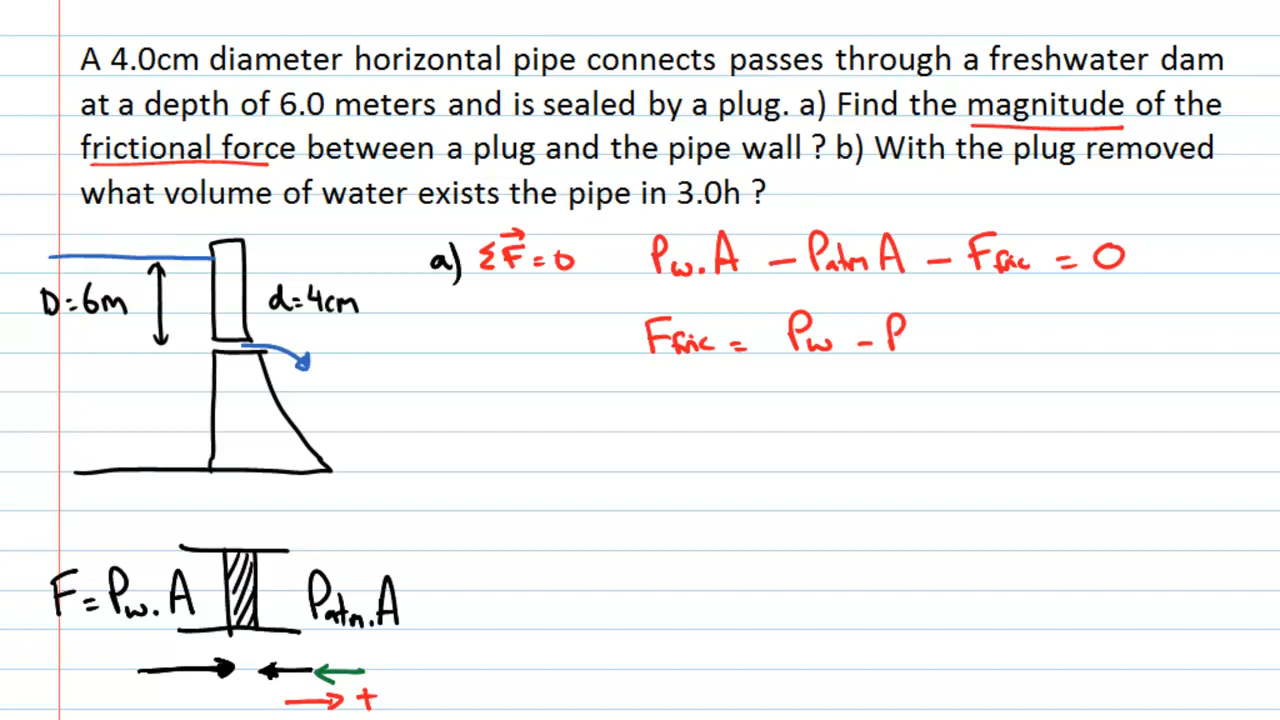 A 4.0cm diameter horizontal pipe connects passes through a freshwater dam
at a depth of 6.0 meters and is sealed by a plug. a) Find the magnitude of the
frictional force between a plug and the pipe wall ? b) With the plug removed
what volume of water exists the pipe in 3.0h ?
a) ΣF⃗ = 0 Pw.A - Patm A - Ffric = 0
D=6m d=4cm
Ffric = Pw - P
F=Pw.A Patm.A
+